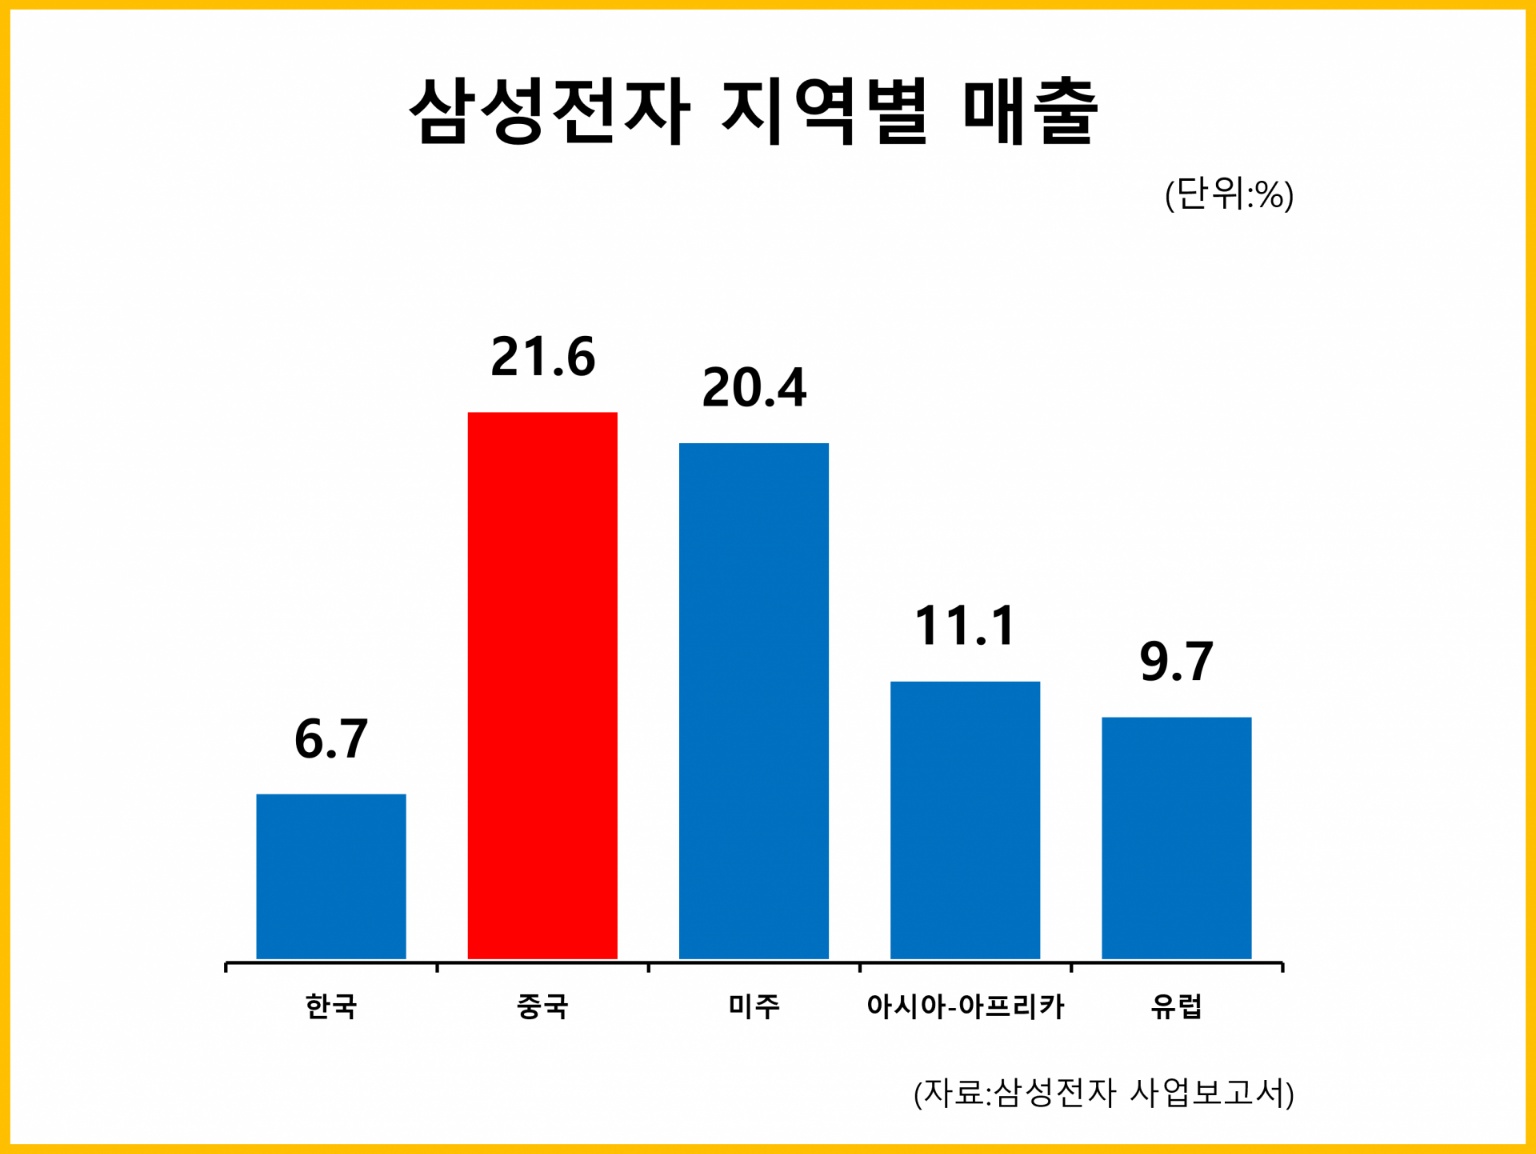 삼성전자 지역별 매출
(단위:%)
21.6
20.4
11.1
9.7
6.7
한국 중국 미주 아시아-아프리카 유럽
(자료:삼성전자 사업보고서)